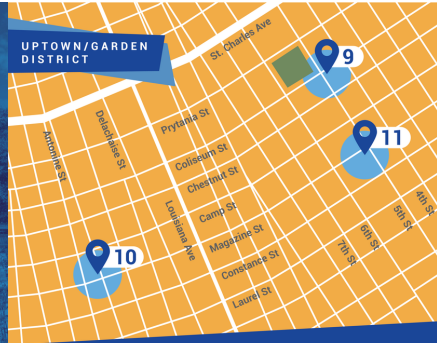 UPTOWN/GARDEN
DISTRICT
St. Charles Ave
9
Prytania St
Delachaise St
Antonine St
11
Coliseum St
Chestnut St
Camp St
Louisiana Ave
Magazine St
4th St
5th St
6th St
7th St
10
Constance St
Laurel St